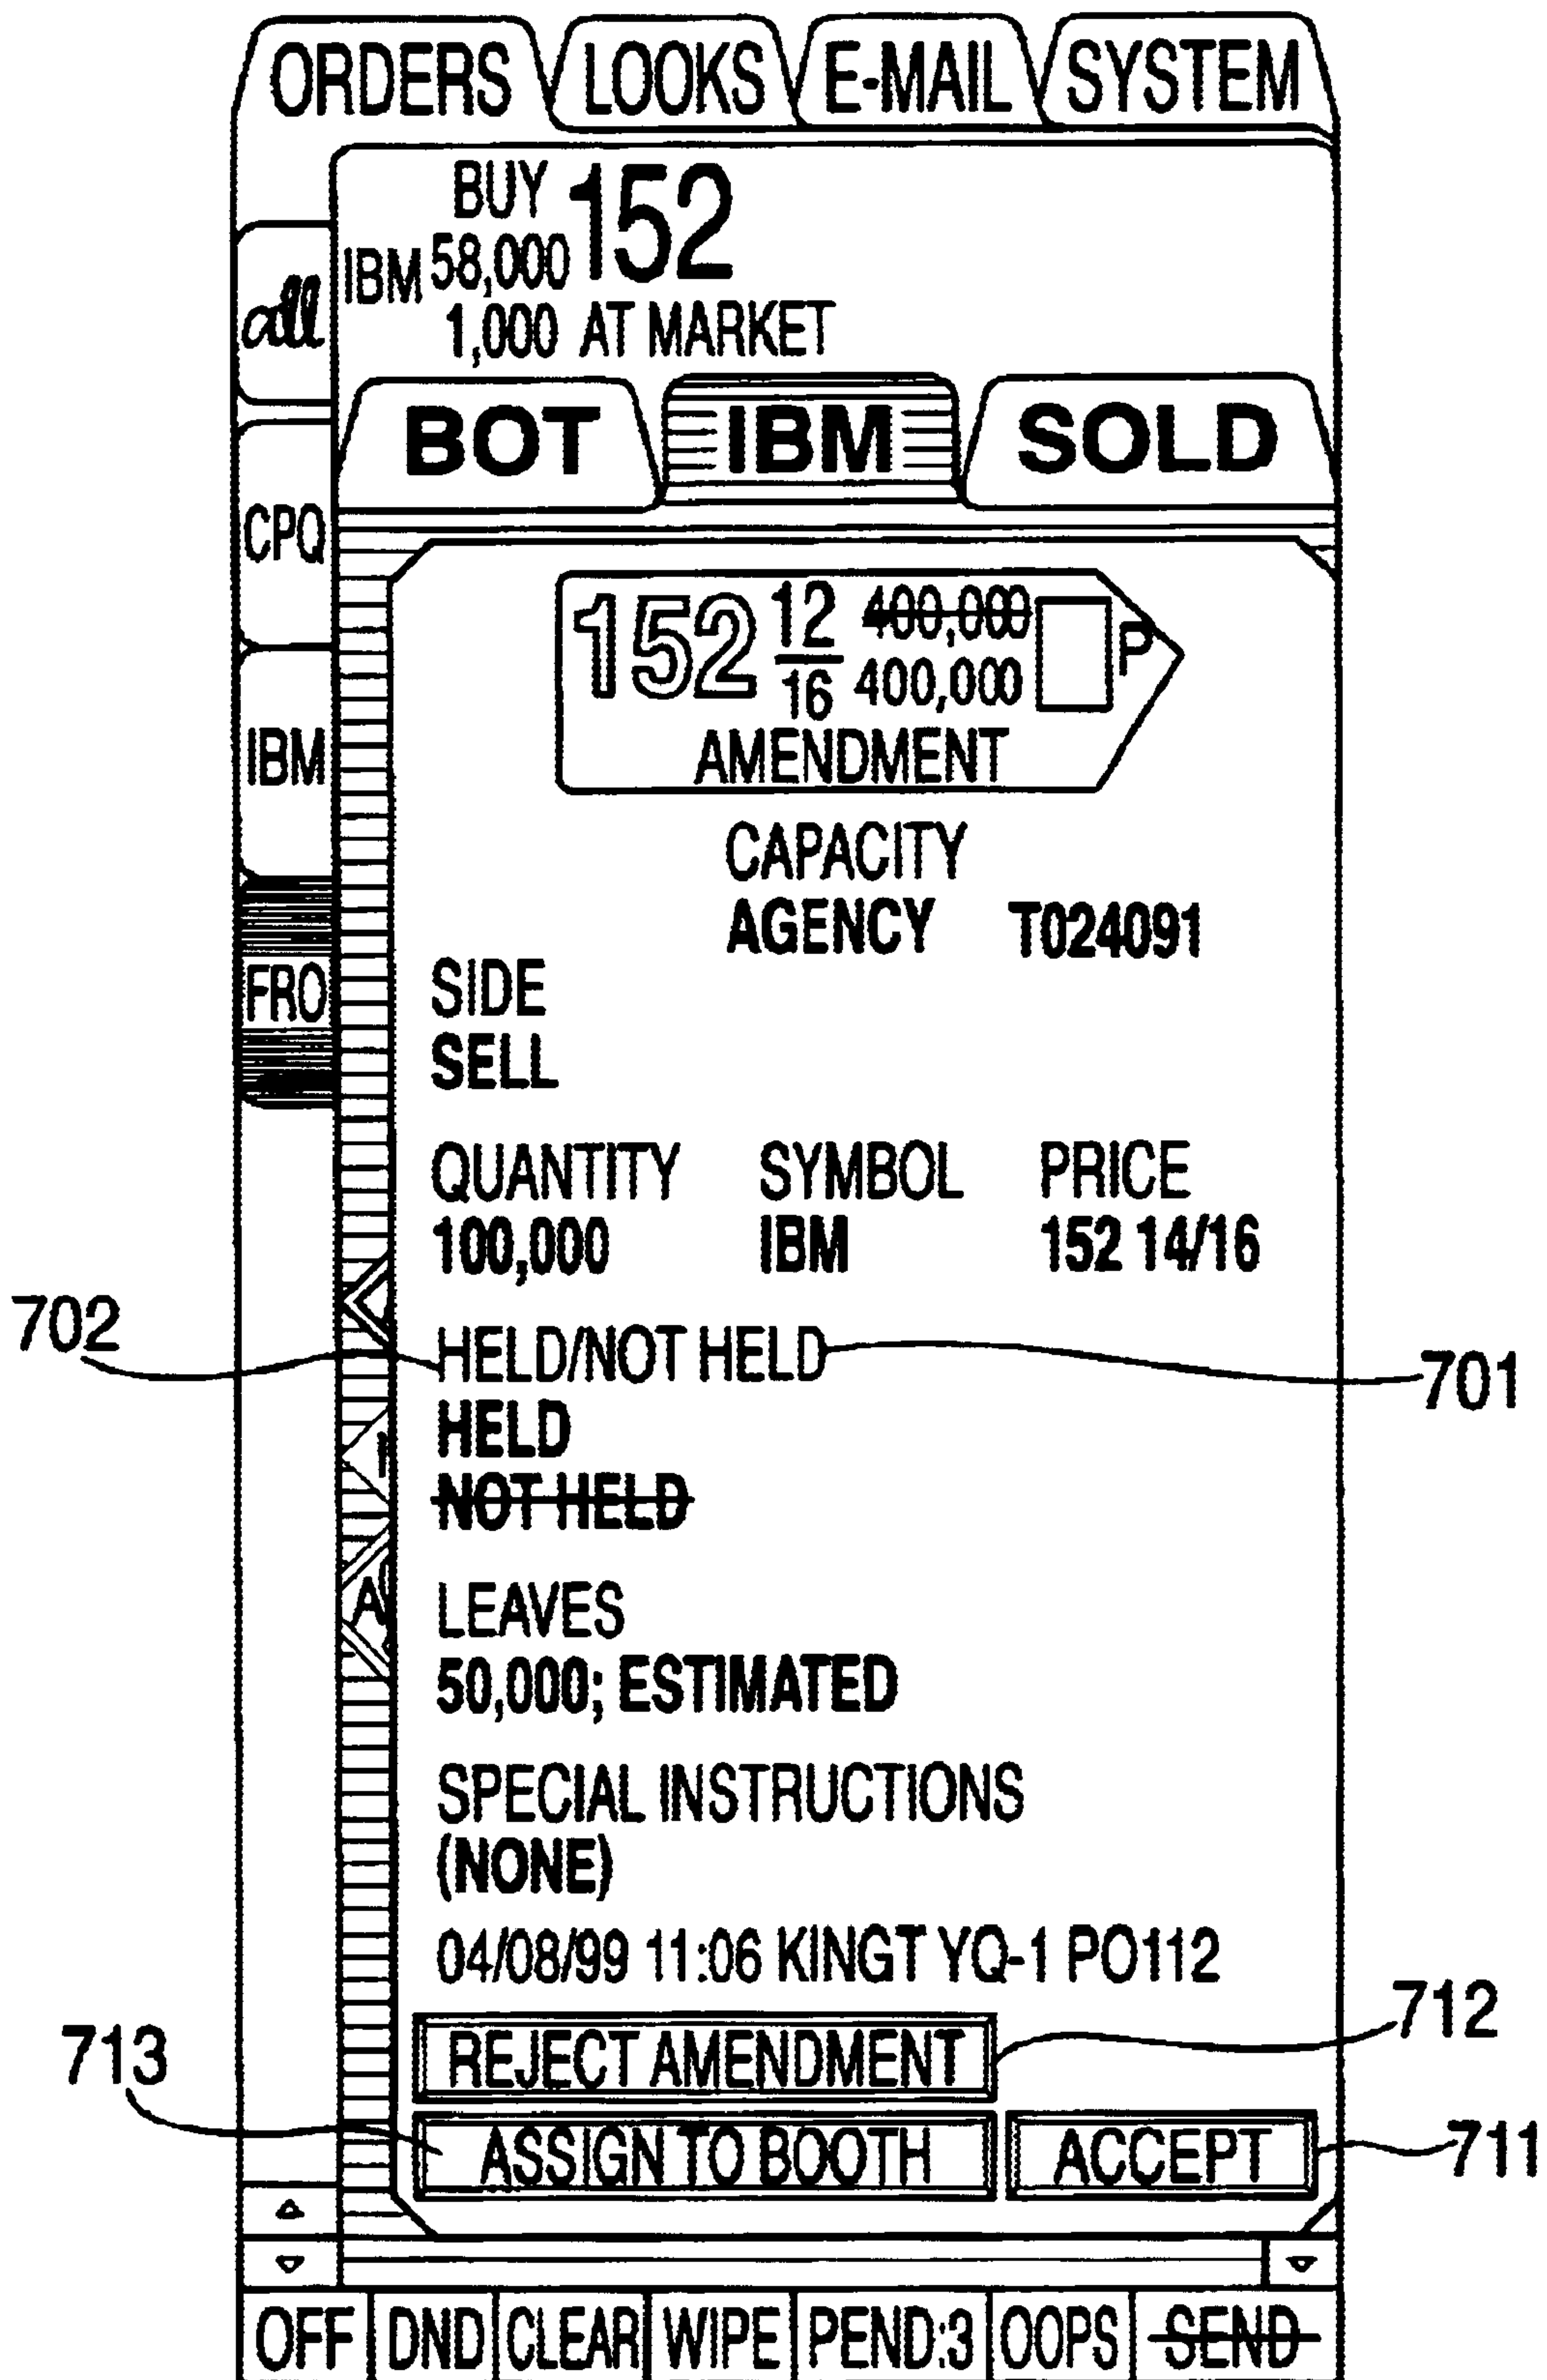 ORDERS LOOKS E-MAIL SYSTEM
BUY 152
IBM 58,000
1,000 AT MARKET
all
BOT IBM SOLD
CPQ
152 12/16 400,000 P
400,000
AMENDMENT
IBM
CAPACITY
AGENCY T024091
FRO
SIDE
SELL
QUANTITY SYMBOL PRICE
100,000 IBM 152 14/16
702
HELD/NOT HELD
701
HELD
NOT HELD
A
LEAVES
50,000; ESTIMATED
SPECIAL INSTRUCTIONS
(NONE)
04/08/99 11:06 KINGT YQ-1 PO112
712
REJECT AMENDMENT
713
ASSIGN TO BOOTH ACCEPT
711
OFF DND CLEAR WIPE PEND:3 OOPS SEND